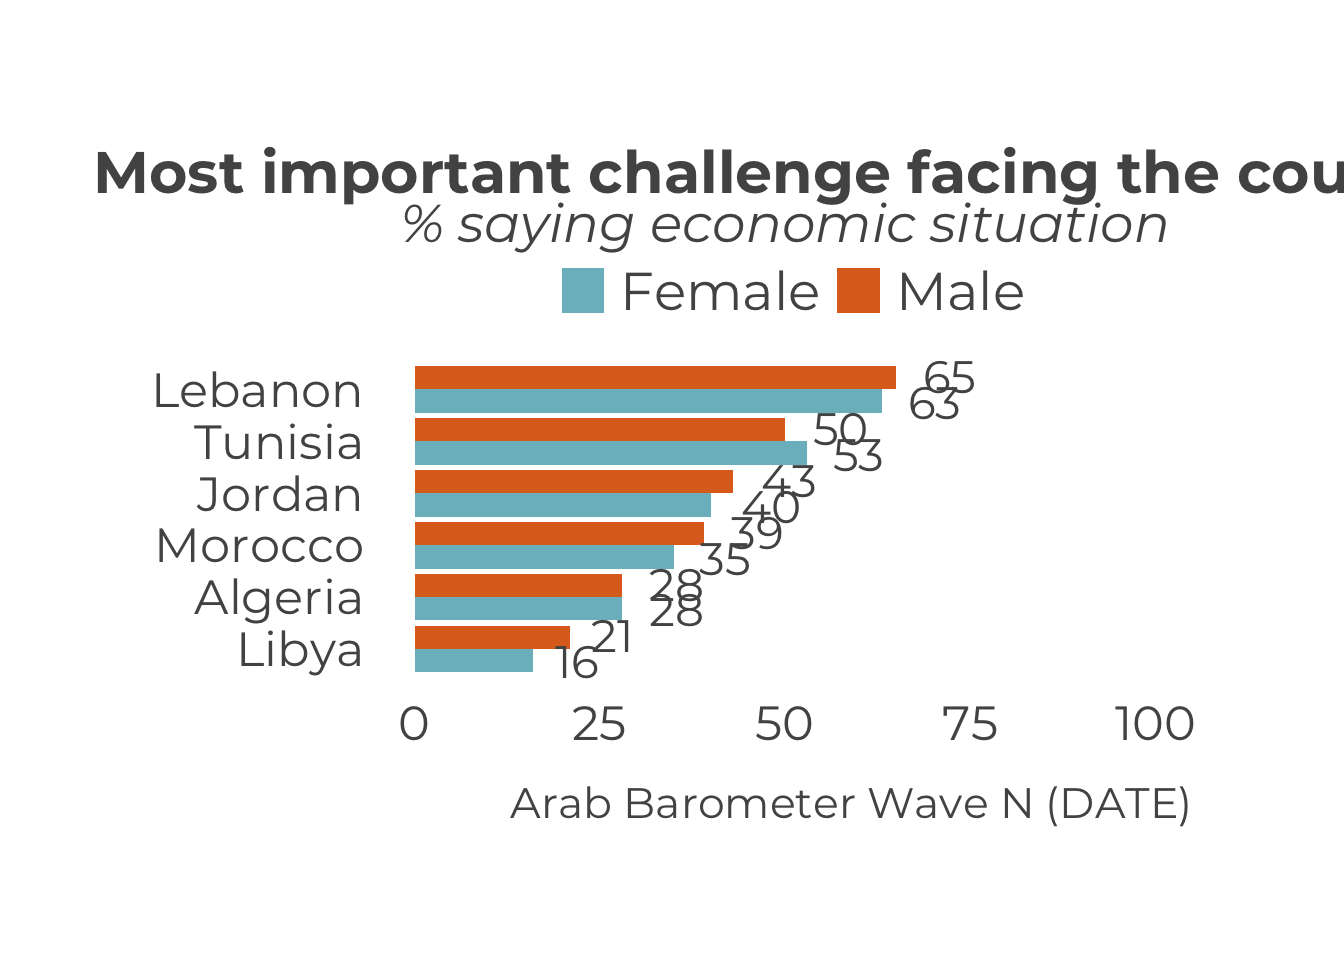 Most important challenge facing the cou
% saying economic situation
Female Male
65
Lebanon
63
50
Tunisia
53
43
Jordan
40
39
Morocco
35
28
Algeria
28
21
Libya
16
0 25 50 75 100
Arab Barometer Wave N (DATE)